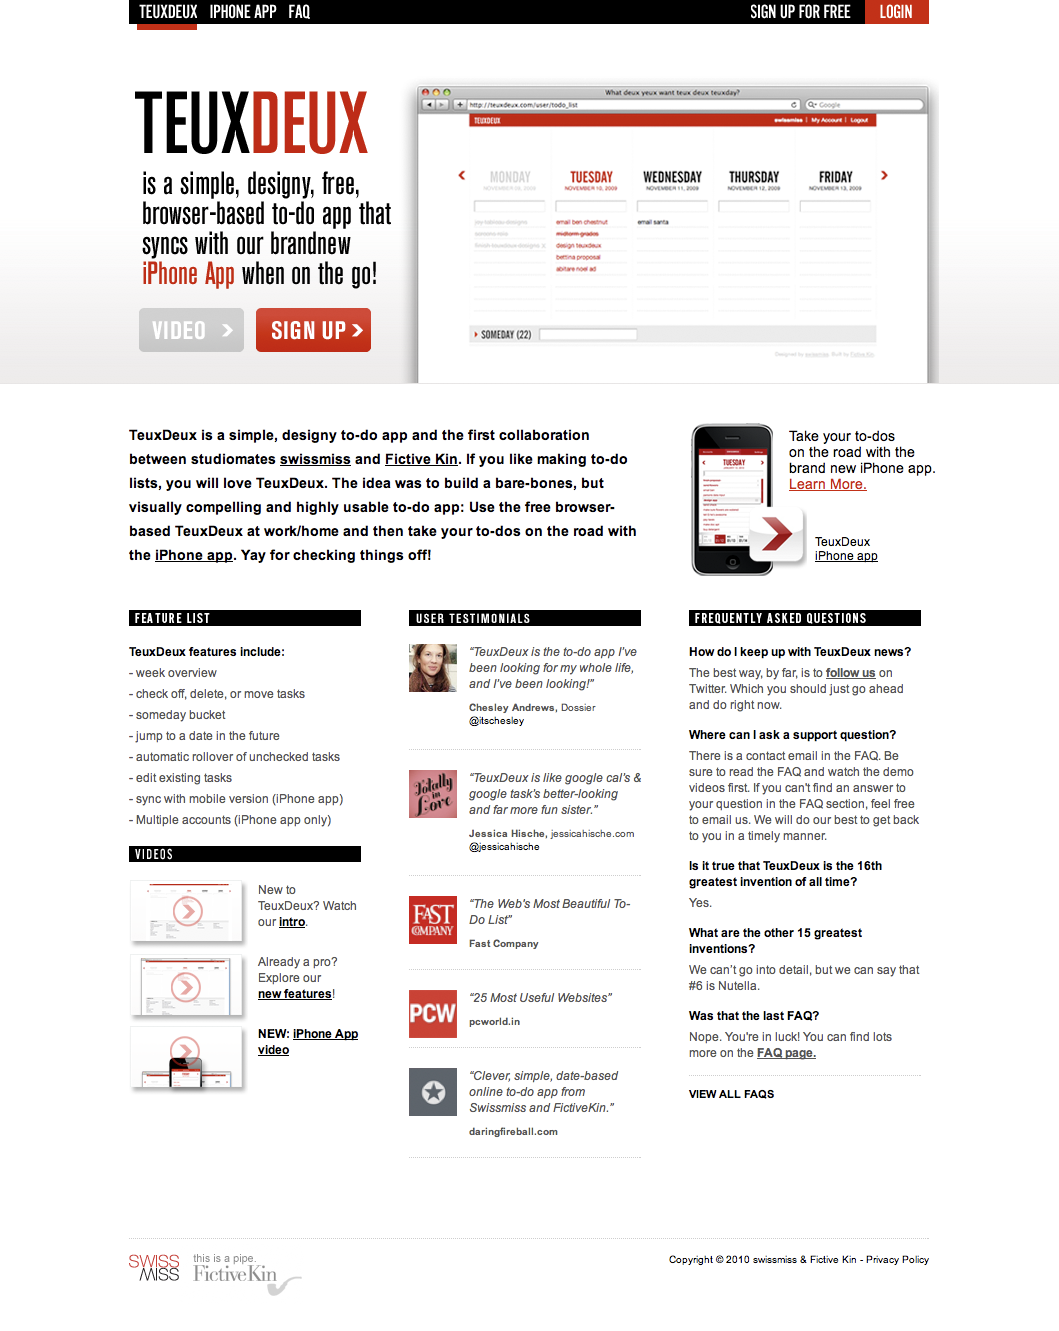 TEUXDEUX IPHONE APP FAQ SIGN UP FOR FREE LOGIN
TEUXDEUX
is a simple, designy, free,
browser-based to-do app that
syncs with our brandnew
iPhone App when on the go!
VIDEO
SIGN UP
What deux yeux want teux deux teuxday?
http://teuxdeux.com/user/todo_list
Google
TEUXDEUX
swissmiss | My Account | Logout
MONDAY TUESDAY WEDNESDAY THURSDAY FRIDAY
NOVEMBER 10, 2009 NOVEMBER 11, 2009 NOVEMBER 12, 2009 NOVEMBER 13, 2009
email ben chestnut email santa
midterm grades
design teuxdeux
bettina proposal
abitare noel ad
SOMEDAY (22)
Designed by swissmiss. Built by Fictive Kin
TeuxDeux is a simple, designy to-do app and the first collaboration
between studiomates swissmiss and Fictive Kin. If you like making to-do
lists, you will love TeuxDeux. The idea was to build a bare-bones, but
visually compelling and highly usable to-do app: Use the free browser-
based TeuxDeux at work/home and then take your to-dos on the road with
the iPhone app. Yay for checking things off!
TUESDAY
Take your to-dos
on the road with the
brand new iPhone app.
Learn More.
TeuxDeux
iPhone app
FEATURE LIST
TeuxDeux features include:
- week overview
- check off, delete, or move tasks
- someday bucket
- jump to a date in the future
- automatic rollover of unchecked tasks
- edit existing tasks
- sync with mobile version (iPhone app)
- Multiple accounts (iPhone app only)
VIDEOS
New to
TeuxDeux? Watch
our intro.
Already a pro?
Explore our
new features!
NEW: iPhone App
video
USER TESTIMONIALS
“TeuxDeux is the to-do app I’ve
been looking for my whole life,
and I’ve been looking!”
Chesley Andrews, Dossier
@itschesley
Totally
in
Love
“TeuxDeux is like google cal’s &
google task’s better-looking
and far more fun sister.”
Jessica Hische, jessicahische.com
@jessicahische
FAST
COMPANY
“The Web’s Most Beautiful To-
Do List”
Fast Company
PCW
“25 Most Useful Websites”
pcworld.in
“Clever, simple, date-based
online to-do app from
Swissmiss and FictiveKin.”
daringfireball.com
FREQUENTLY ASKED QUESTIONS
How do I keep up with TeuxDeux news?
The best way, by far, is to follow us on
Twitter. Which you should just go ahead
and do right now.
Where can I ask a support question?
There is a contact email in the FAQ. Be
sure to read the FAQ and watch the demo
videos first. If you can't find an answer to
your question in the FAQ section, feel free
to email us. We will do our best to get back
to you in a timely manner.
Is it true that TeuxDeux is the 16th
greatest invention of all time?
Yes.
What are the other 15 greatest
inventions?
We can’t go into detail, but we can say that
#6 is Nutella.
Was that the last FAQ?
Nope. You're in luck! You can find lots
more on the FAQ page.
VIEW ALL FAQS
SWISS
MISS
this is a pipe.
FictiveKin
Copyright © 2010 swissmiss & Fictive Kin - Privacy Policy